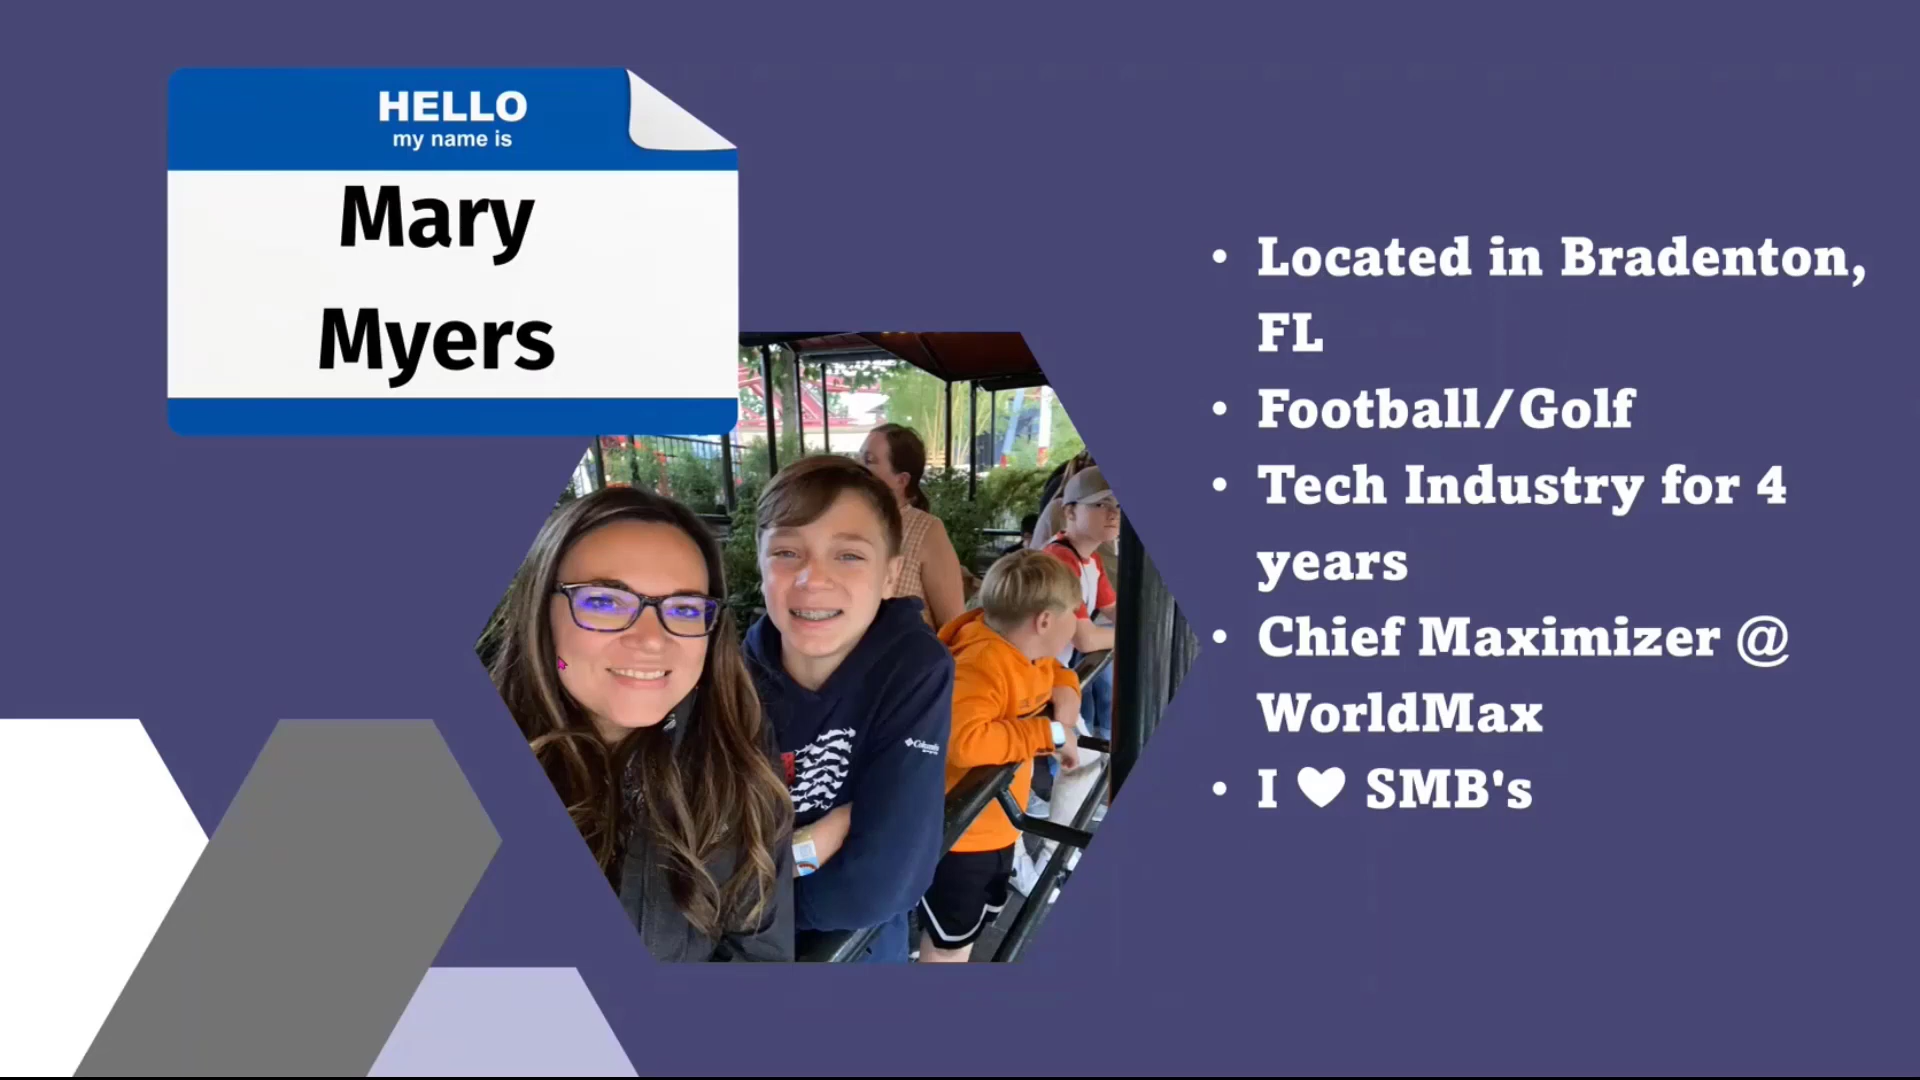 HELLO
my name is
Mary
Myers
• Located in Bradenton,
FL
• Football/Golf
• Tech Industry for 4
years
• Chief Maximizer @
WorldMax
• I ♥ SMB's
Columbia